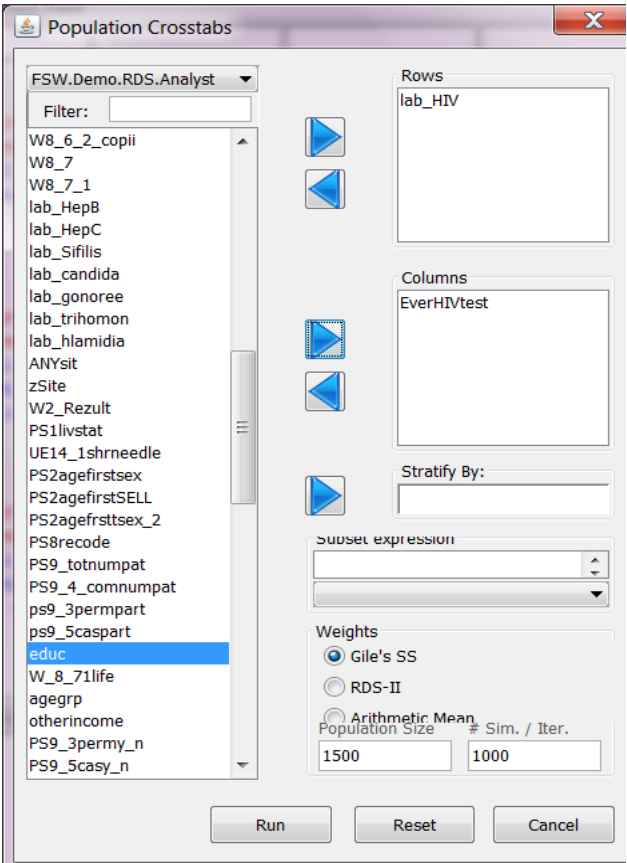 Population Crosstabs
FSW.Demo.RDS.Analyst
Filter:
W8_6_2_copii
W8_7
W8_7_1
lab_HepB
lab_HepC
lab_Sifilis
lab_candida
lab_gonoree
lab_trihomon
lab_hlamidia
ANYsit
zSite
W2_Rezult
PS1livstat
UE14_1shrneedle
PS2agefirstsex
PS2agefirstSELL
PS2agefrsttsex_2
PS8recode
PS9_totnumpat
PS9_4_comnumpat
ps9_3permpart
ps9_5caspart
educ
W_8_71life
agegrp
otherincome
PS9_3permy_n
PS9_5casy_n
Rows
lab_HIV
Columns
EverHIVtest
Stratify By:
Subset expression
Weights
Gile's SS
RDS-II
Arithmetic Mean
Population Size # Sim. / Iter.
1500 1000
Run Reset Cancel